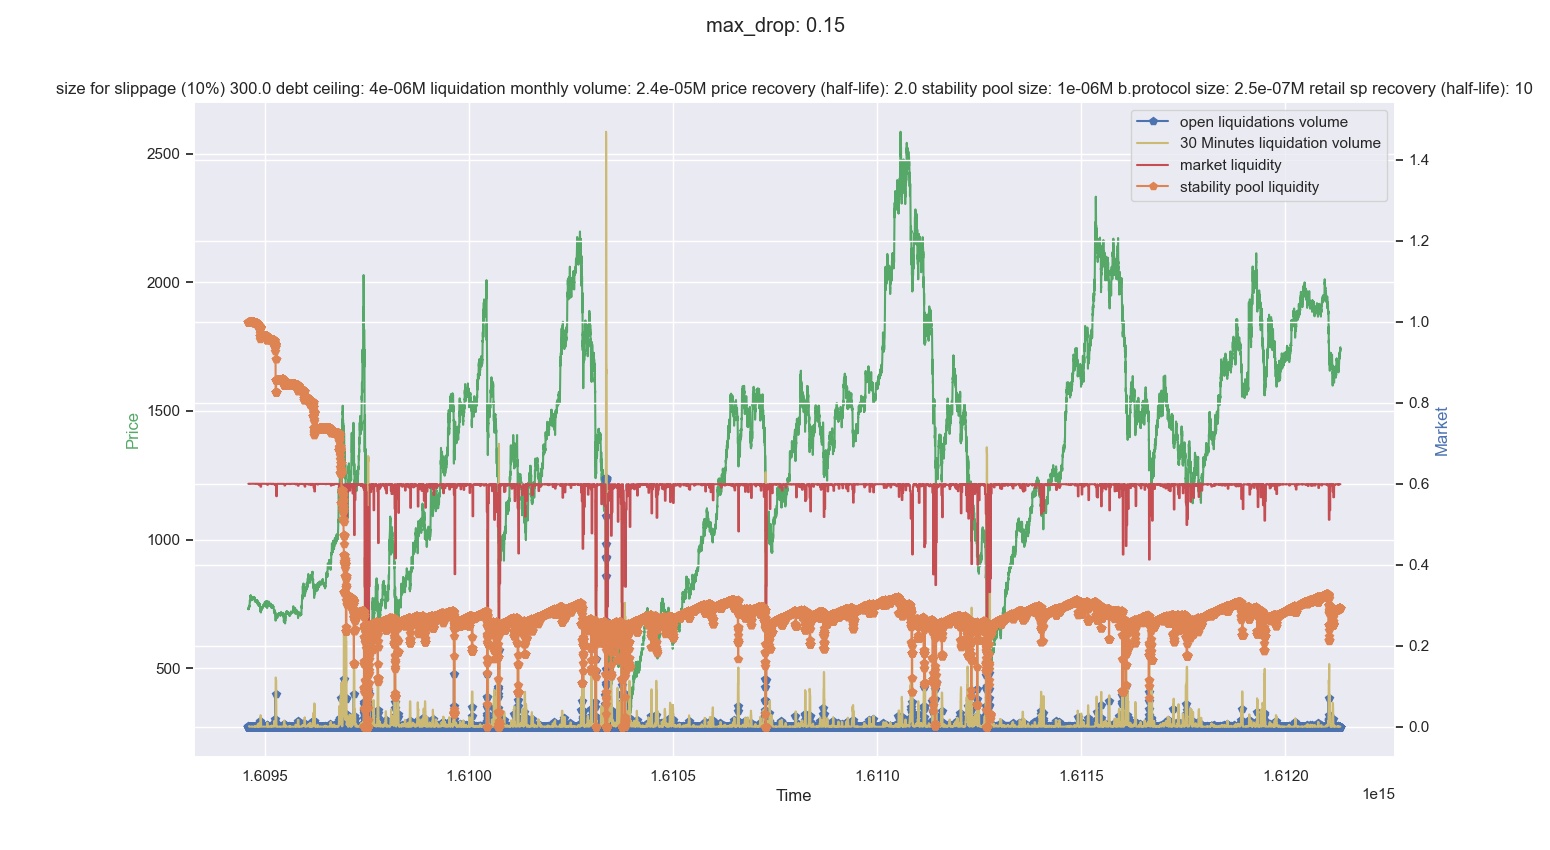 max_drop: 0.15
size for slippage (10%) 300.0 debt ceiling: 4e-06M liquidation monthly volume: 2.4e-05M price recovery (half-life): 2.0 stability pool size: 1e-06M b.protocol size: 2.5e-07M retail sp recovery (half-life): 10
open liquidations volume
30 Minutes liquidation volume
market liquidity
stability pool liquidity
2500
2000
1500
1000
500
Price
1.4
1.2
1.0
0.8
0.6
0.4
0.2
0.0
Market
1.6095
1.6100
1.6105
1.6110
1.6115
1.6120
Time
1e15